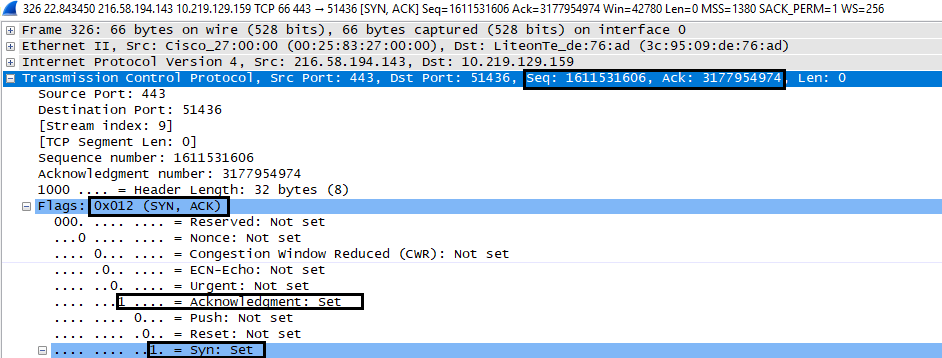 326 22.843450 216.58.194.143 10.219.129.159 TCP 66 443 → 51436 [SYN, ACK] Seq=1611531606 Ack=3177954974 Win=42780 Len=0 MSS=1380 SACK_PERM=1 WS=256
Frame 326: 66 bytes on wire (528 bits), 66 bytes captured (528 bits) on interface 0
Ethernet II, Src: Cisco_27:00:00 (00:25:83:27:00:00), Dst: LiteonTe_de:76:ad (3c:95:09:de:76:ad)
Internet Protocol Version 4, Src: 216.58.194.143, Dst: 10.219.129.159
Transmission Control Protocol, Src Port: 443, Dst Port: 51436, Seq: 1611531606, Ack: 3177954974, Len: 0
Source Port: 443
Destination Port: 51436
[Stream index: 9]
[TCP Segment Len: 0]
Sequence number: 1611531606
Acknowledgment number: 3177954974
1000 .... = Header Length: 32 bytes (8)
Flags: 0x012 (SYN, ACK)
000. .... .... = Reserved: Not set
...0 .... .... = Nonce: Not set
.... 0... .... = Congestion Window Reduced (CWR): Not set
.... .0.. .... = ECN-Echo: Not set
.... ..0. .... = Urgent: Not set
.... ...1 .... = Acknowledgment: Set
.... .... 0... = Push: Not set
.... .... .0.. = Reset: Not set
.... .... ..1. = Syn: Set